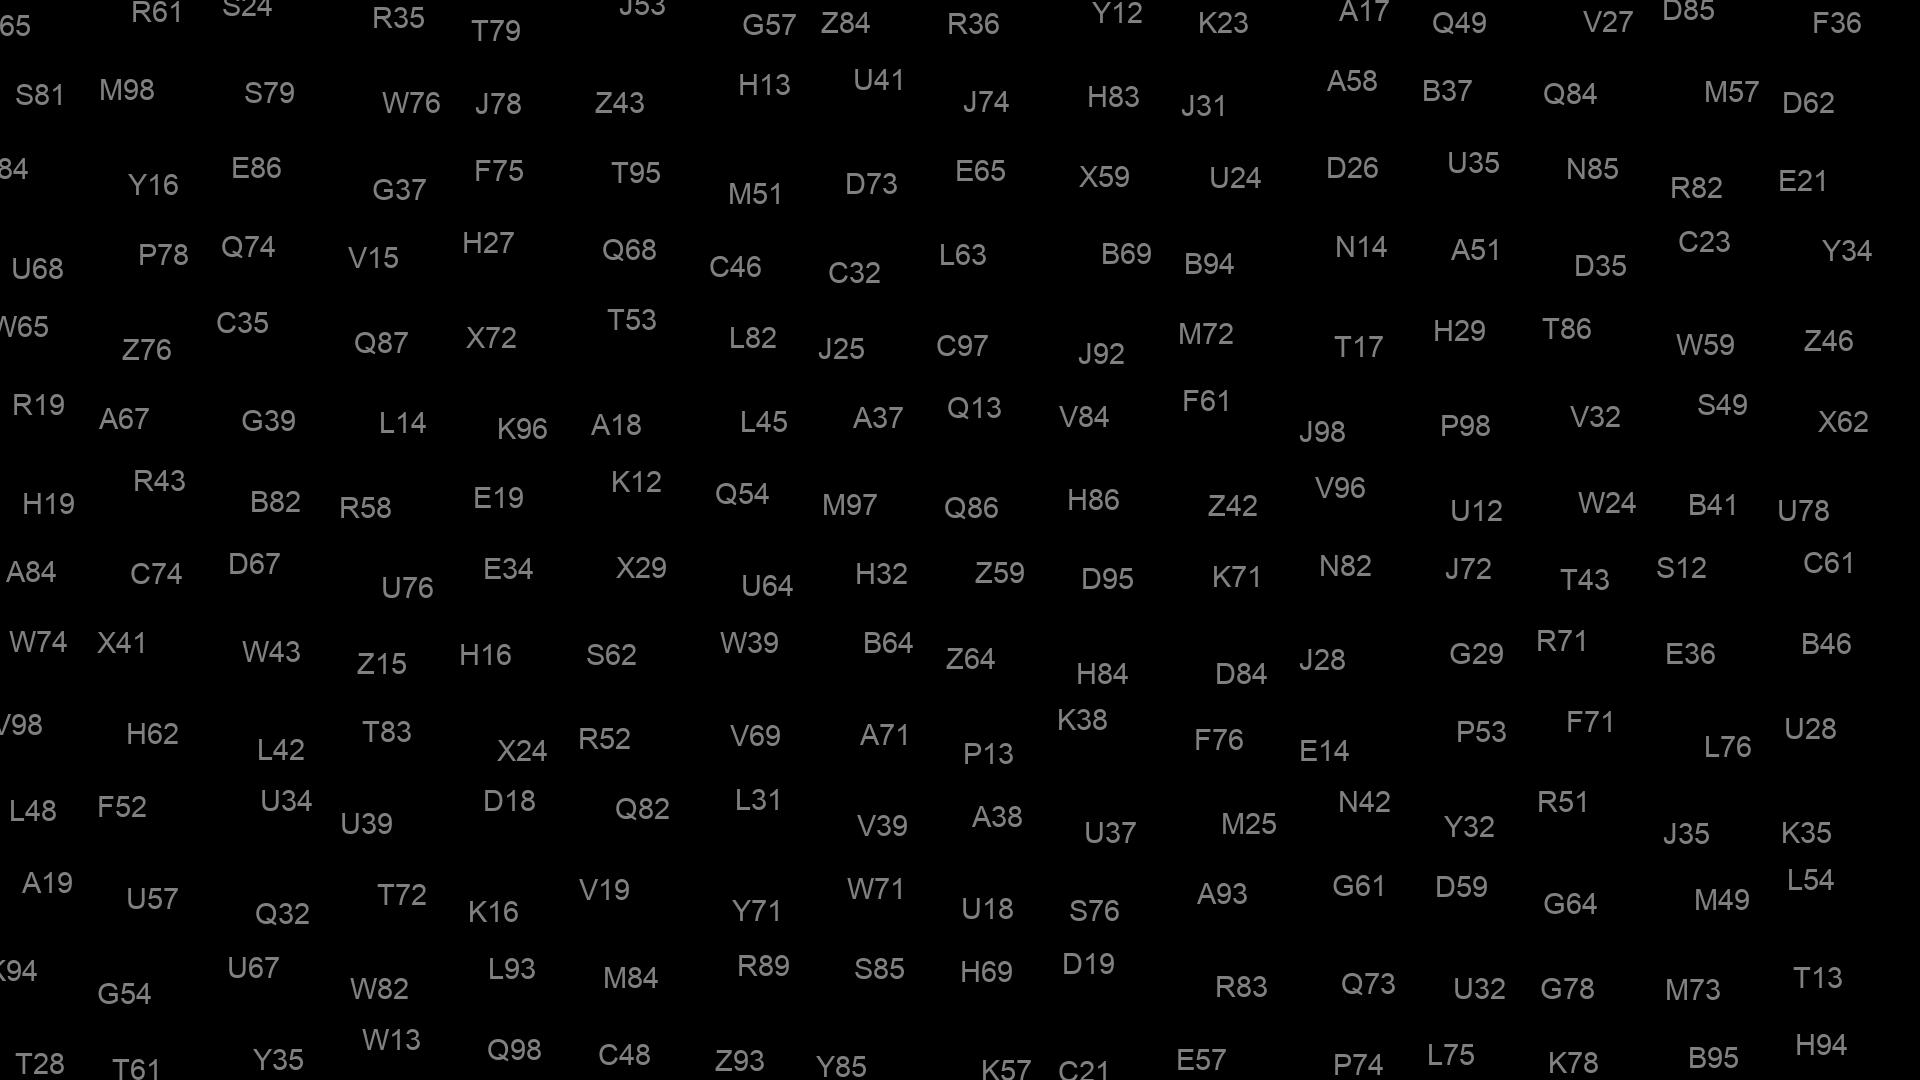 65 R61 S24 R35 T79 J53 G57 Z84 R36 Y12 K23 A17 Q49 V27 D85 F36
S81 M98 S79 W76 J78 Z43 H13 U41 J74 H83 J31 A58 B37 Q84 M57 D62
84 Y16 E86 G37 F75 T95 M51 D73 E65 X59 U24 D26 U35 N85 R82 E21
U68 P78 Q74 V15 H27 Q68 C46 C32 L63 B69 B94 N14 A51 D35 C23 Y34
W65 Z76 C35 Q87 X72 T53 L82 J25 C97 J92 M72 T17 H29 T86 W59 Z46
R19 A67 G39 L14 K96 A18 L45 A37 Q13 V84 F61 J98 P98 V32 S49 X62
H19 R43 B82 R58 E19 K12 Q54 M97 Q86 H86 Z42 V96 U12 W24 B41 U78
A84 C74 D67 U76 E34 X29 U64 H32 Z59 D95 K71 N82 J72 T43 S12 C61
W74 X41 W43 Z15 H16 S62 W39 B64 Z64 H84 D84 J28 G29 R71 E36 B46
V98 H62 L42 T83 X24 R52 V69 A71 P13 K38 F76 E14 P53 F71 L76 U28
L48 F52 U34 U39 D18 Q82 L31 V39 A38 U37 M25 N42 Y32 R51 J35 K35
A19 U57 Q32 T72 K16 V19 Y71 W71 U18 S76 A93 G61 D59 G64 M49 L54
K94 G54 U67 W82 L93 M84 R89 S85 H69 D19 R83 Q73 U32 G78 M73 T13
T28 T61 Y35 W13 Q98 C48 Z93 Y85 K57 C21 E57 P74 L75 K78 B95 H94